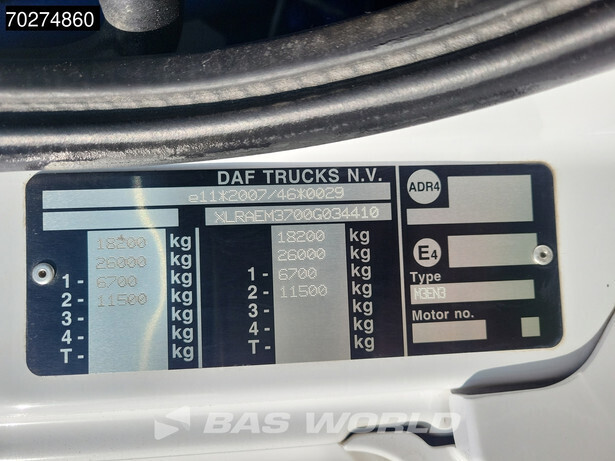 70274860
DAF TRUCKS N.V.
e11*2007/46*0029
XLRAEM3700G034410
18200 kg 18200 kg
26000 kg 26000 kg
1- 6700 kg 1- 6700 kg
2- 11500 kg 2- 11500 kg
3- kg 3- kg
4- kg 4- kg
T- kg T- kg
ADR4
E4
Type
Motor no.
BAS WORLD